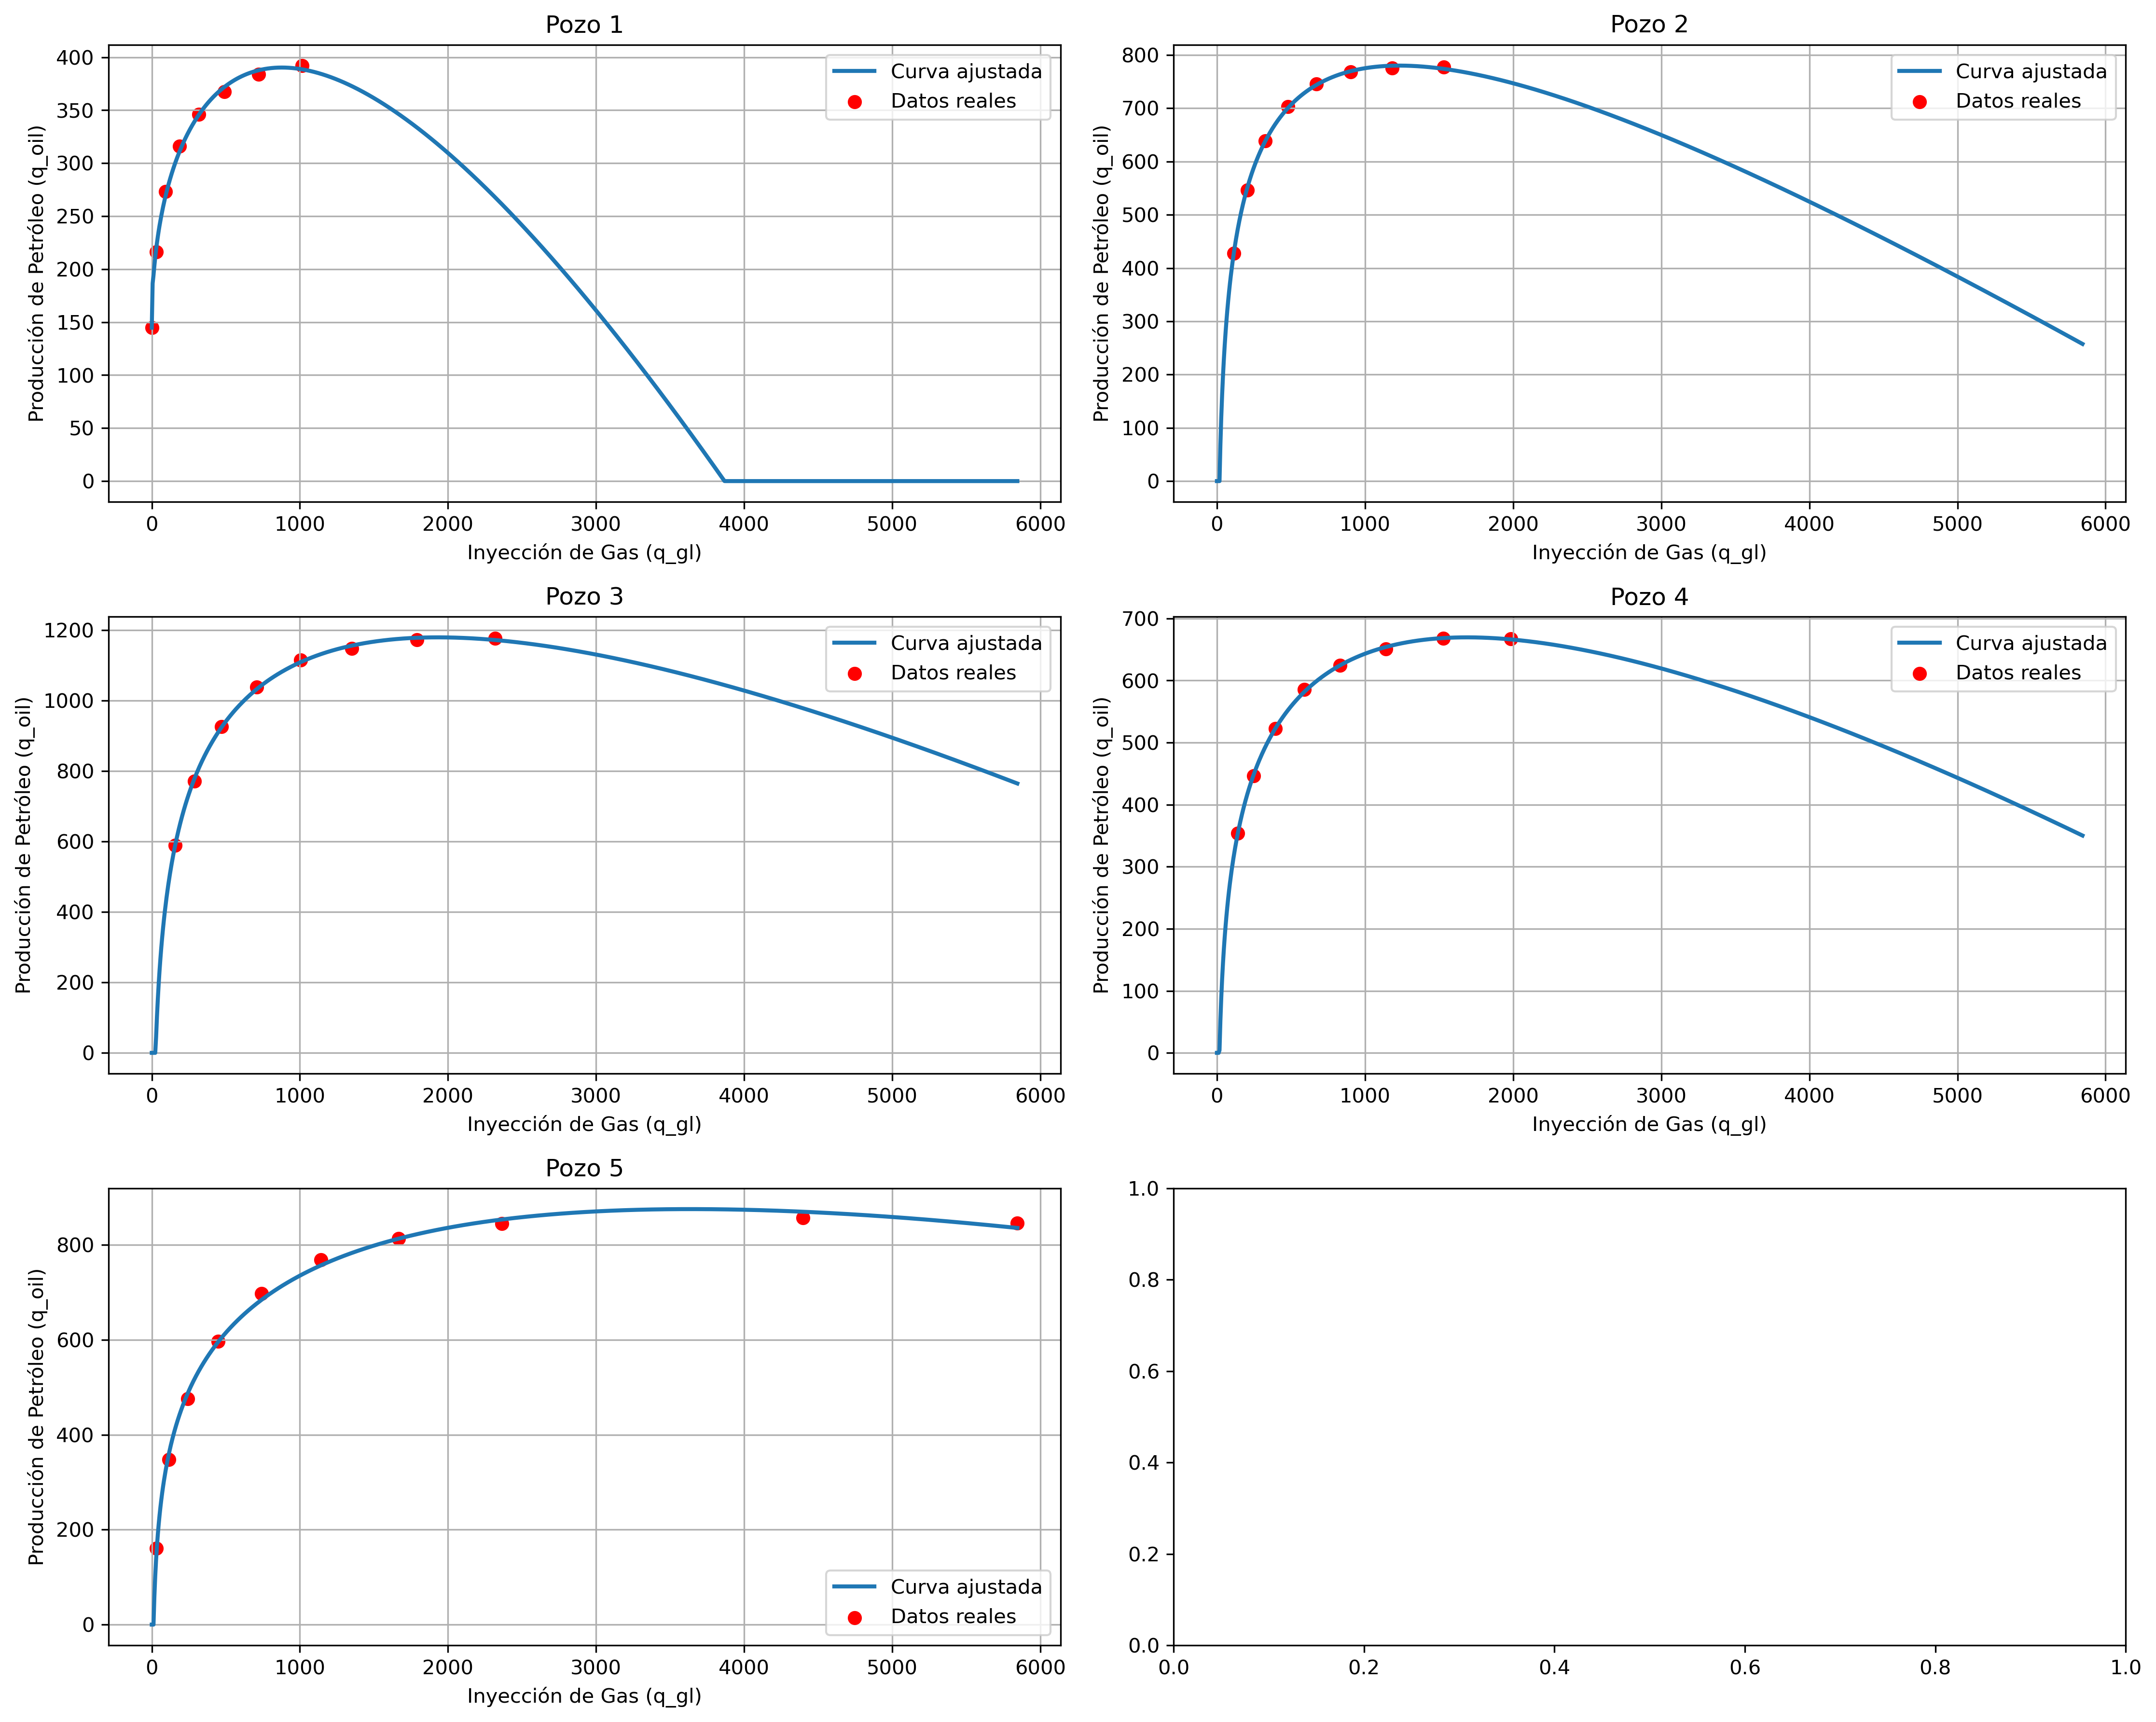 Pozo 1
Producción de Petróleo (q_oil)
400
350
300
250
200
150
100
50
0
Curva ajustada
Datos reales
0 1000 2000 3000 4000 5000 6000
Inyección de Gas (q_gl)
Pozo 2
Producción de Petróleo (q_oil)
800
700
600
500
400
300
200
100
0
Curva ajustada
Datos reales
0 1000 2000 3000 4000 5000 6000
Inyección de Gas (q_gl)
Pozo 3
Producción de Petróleo (q_oil)
1200
1000
800
600
400
200
0
Curva ajustada
Datos reales
0 1000 2000 3000 4000 5000 6000
Inyección de Gas (q_gl)
Pozo 4
Producción de Petróleo (q_oil)
700
600
500
400
300
200
100
0
Curva ajustada
Datos reales
0 1000 2000 3000 4000 5000 6000
Inyección de Gas (q_gl)
Pozo 5
Producción de Petróleo (q_oil)
800
600
400
200
0
Curva ajustada
Datos reales
0 1000 2000 3000 4000 5000 6000
Inyección de Gas (q_gl)
1.0
0.8
0.6
0.4
0.2
0.0
0.0 0.2 0.4 0.6 0.8 1.0